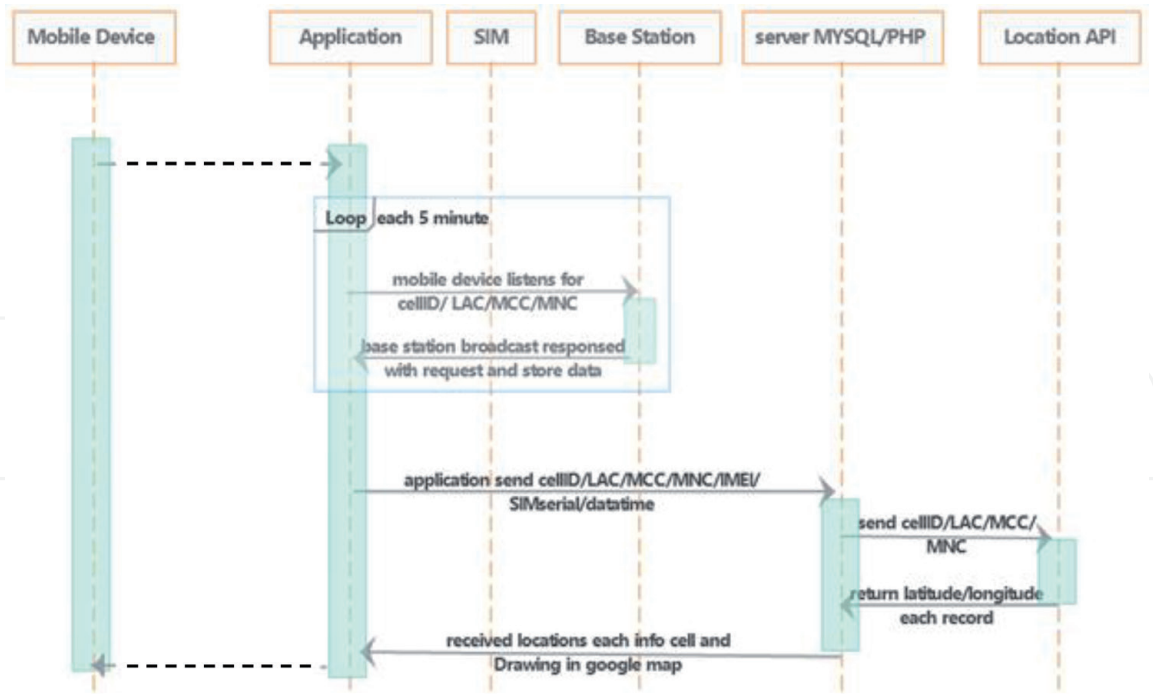 Mobile Device
Application
SIM
Base Station
server MYSQL/PHP
Location API
Loop
each 5 minute
mobile device listens for
cellID/ LAC/MCC/MNC
base station broadcast responsed
with request and store data
application send cellID/LAC/MCC/MNC/IMEI/
SIMserial/datatime
send cellID/LAC/MCC/
MNC
return latitude/longitude
each record
received locations each info cell and
Drawing in google map